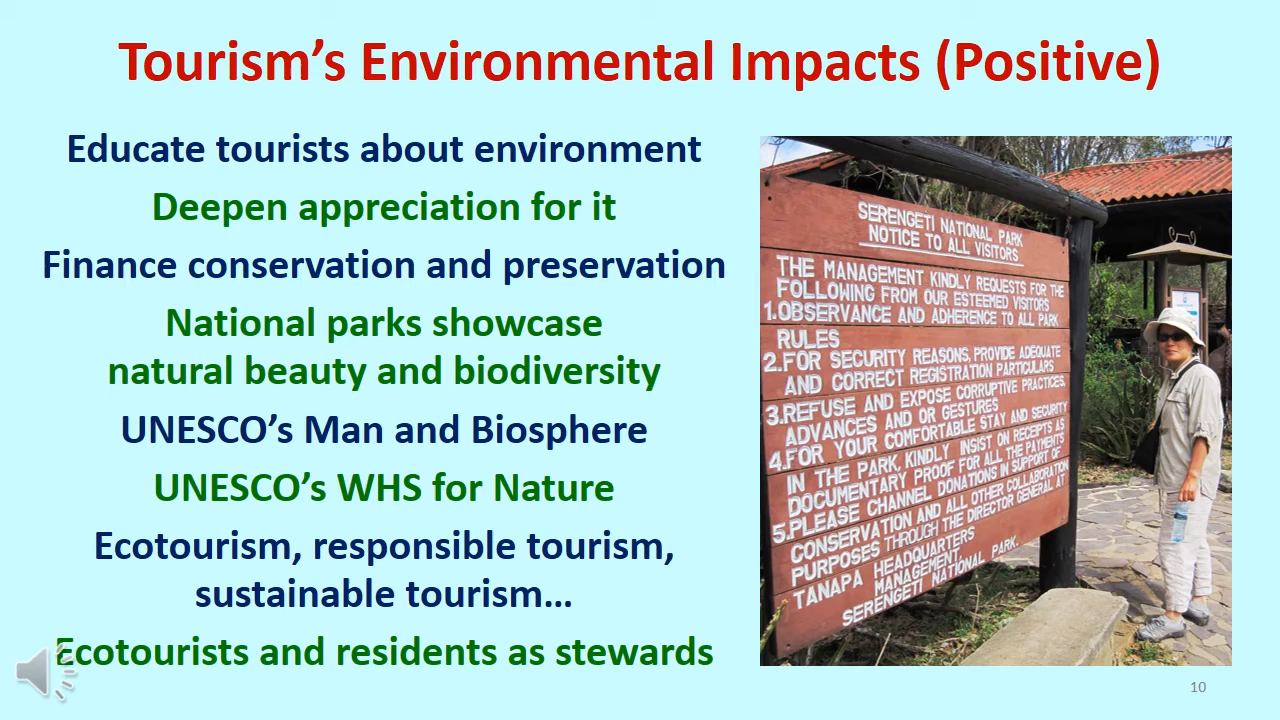 Tourism’s Environmental Impacts (Positive)
Educate tourists about environment
Deepen appreciation for it
Finance conservation and preservation
National parks showcase
natural beauty and biodiversity
UNESCO’s Man and Biosphere
UNESCO’s WHS for Nature
Ecotourism, responsible tourism,
sustainable tourism…
Ecotourists and residents as stewards
SERENGETI NATIONAL PARK
NOTICE TO ALL VISITORS
THE MANAGEMENT KINDLY REQUESTS FOR THE
FOLLOWING FROM OUR ESTEEMED VISITORS
1.OBSERVANCE AND ADHERENCE TO ALL PARK
RULES
2.FOR SECURITY REASONS, PROVIDE ADEQUATE
AND CORRECT REGISTRATION PARTICULARS
3.REFUSE AND EXPOSE CORRUPTIVE PRACTICES,
ADVANCES AND OR GESTURES
4.FOR YOUR COMFORTABLE STAY AND SECURITY
IN THE PARK, KINDLY INSIST ON RECEIPTS AS
DOCUMENTARY PROOF FOR ALL THE PAYMENTS
5.PLEASE CHANNEL DONATIONS IN SUPPORT OF
CONSERVATION AND ALL OTHER COLLABORATION
PURPOSES THROUGH THE DIRECTOR GENERAL AT
TANAPA HEADQUARTERS
MANAGEMENT,
SERENGETI NATIONAL PARK.
10